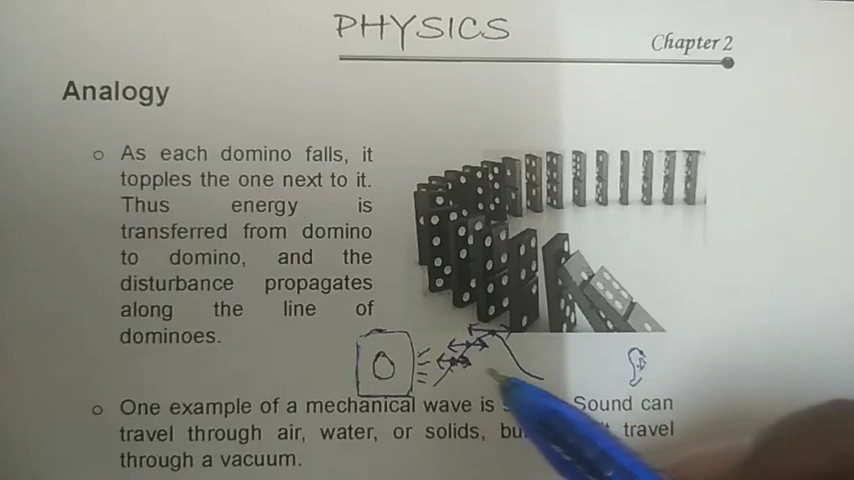 PHYSICS
Chapter 2
Analogy
○ As each domino falls, it
topples the one next to it.
Thus energy is
transferred from domino
to domino, and the
disturbance propagates
along the line of
dominoes.
○ One example of a mechanical wave is Sound can
travel through air, water, or solids, travel
through a vacuum.